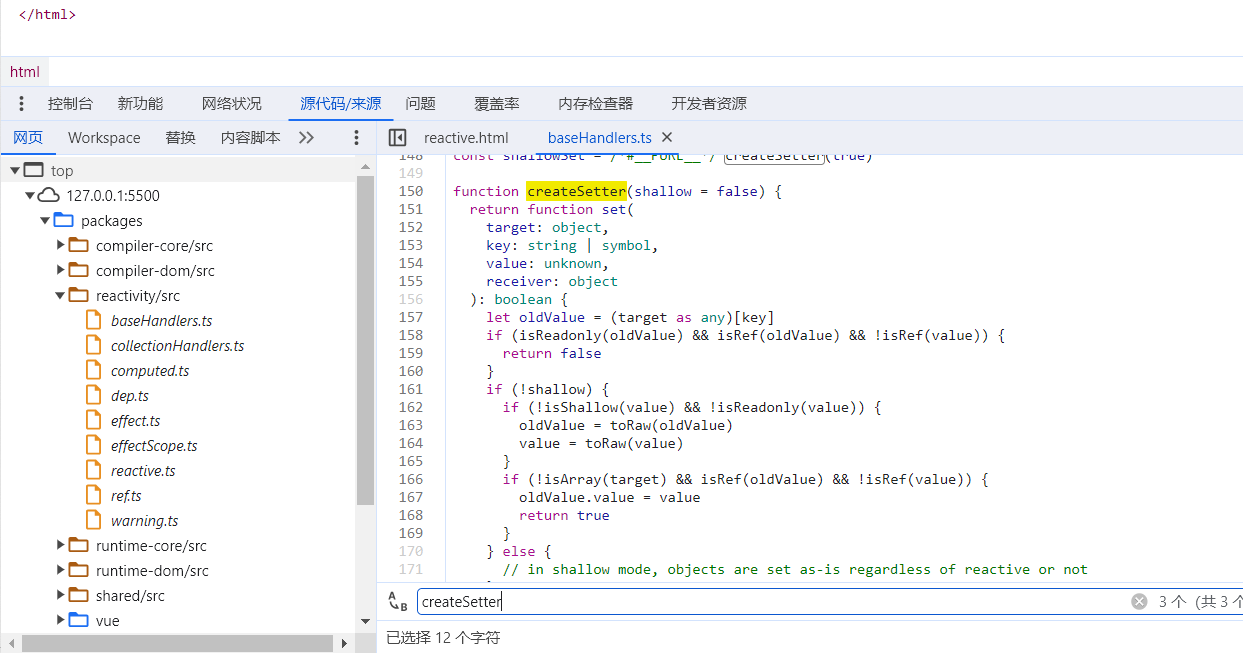 </html>
html
控制台 新功能 网络状况 源代码/来源 问题 覆盖率 内存检查器 开发者资源
网页 Workspace 替换 内容脚本
reactive.html baseHandlers.ts
top
127.0.0.1:5500
packages
compiler-core/src
compiler-dom/src
reactivity/src
baseHandlers.ts
collectionHandlers.ts
computed.ts
dep.ts
effect.ts
effectScope.ts
reactive.ts
ref.ts
warning.ts
runtime-core/src
runtime-dom/src
shared/src
vue
148 const shallowSet = /*#__PURE__*/ createSetter(true)
149
150 function createSetter(shallow = false) {
151   return function set(
152     target: object,
153     key: string | symbol,
154     value: unknown,
155     receiver: object
156   ): boolean {
157     let oldValue = (target as any)[key]
158     if (isReadonly(oldValue) && isRef(oldValue) && !isRef(value)) {
159       return false
160     }
161     if (!shallow) {
162       if (!isShallow(value) && !isReadonly(value)) {
163         oldValue = toRaw(oldValue)
164         value = toRaw(value)
165       }
166       if (!isArray(target) && isRef(oldValue) && !isRef(value)) {
167         oldValue.value = value
168         return true
169       }
170     } else {
171       // in shallow mode, objects are set as-is regardless of reactive or not
A B createSetter 3 个 (共 3 个
已选择 12 个字符